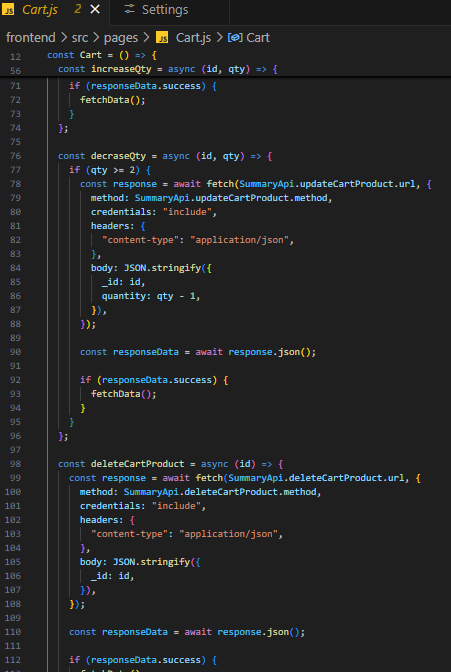 JS Cart.js 2 × Settings
frontend > src > pages > JS Cart.js > Cart
12 const Cart = () => {
56 const increaseQty = async (id, qty) => {
71 if (responseData.success) {
72 fetchData();
73 }
74 };
75
76 const decraseQty = async (id, qty) => {
77 if (qty >= 2) {
78 const response = await fetch(SummaryApi.updateCartProduct.url, {
79 method: SummaryApi.updateCartProduct.method,
80 credentials: "include",
81 headers: {
82 "content-type": "application/json",
83 },
84 body: JSON.stringify({
85 _id: id,
86 quantity: qty - 1,
87 }),
88 });
89
90 const responseData = await response.json();
91
92 if (responseData.success) {
93 fetchData();
94 }
95 }
96 };
97
98 const deleteCartProduct = async (id) => {
99 const response = await fetch(SummaryApi.deleteCartProduct.url, {
100 method: SummaryApi.deleteCartProduct.method,
101 credentials: "include",
102 headers: {
103 "content-type": "application/json",
104 },
105 body: JSON.stringify({
106 _id: id,
107 }),
108 });
109
110 const responseData = await response.json();
111
112 if (responseData.success) {